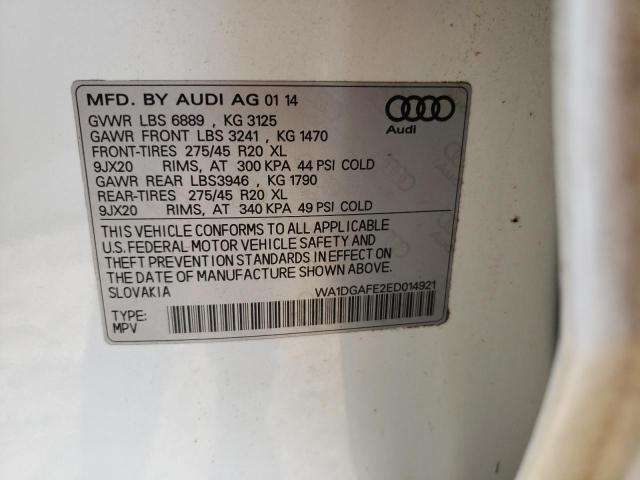 MFD. BY AUDI AG 01 14
Audi
GVWR LBS 6889 , KG 3125
GAWR FRONT LBS 3241 , KG 1470
FRONT-TIRES 275/45 R20 XL
9JX20 RIMS, AT 300 KPA 44 PSI COLD
GAWR REAR LBS3946 , KG 1790
REAR-TIRES 275/45 R20 XL
9JX20 RIMS, AT 340 KPA 49 PSI COLD
THIS VEHICLE CONFORMS TO ALL APPLICABLE
U.S. FEDERAL MOTOR VEHICLE SAFETY AND
THEFT PREVENTION STANDARDS IN EFFECT ON
THE DATE OF MANUFACTURE SHOWN ABOVE.
SLOVAKIA WA1DGAFE2ED014921
TYPE:
MPV